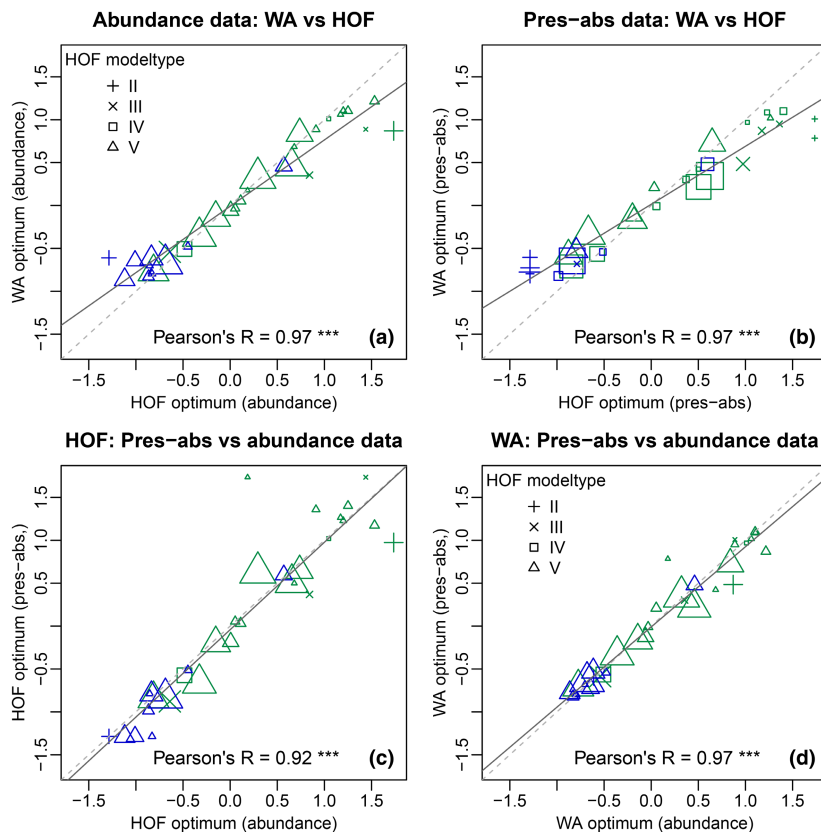 Abundance data: WA vs HOF
HOF modeltype
II
III
IV
V
WA optimum (abundance,)
1.5
0.5
−0.5
−1.5
Pearson's R = 0.97 ***
(a)
−1.5
−0.5
0.0
0.5
1.0
1.5
HOF optimum (abundance)
Pres−abs data: WA vs HOF
WA optimum (pres−abs,)
1.5
0.5
−0.5
−1.5
Pearson's R = 0.97 ***
(b)
−1.5
−0.5
0.0
0.5
1.0
1.5
HOF optimum (pres−abs)
HOF: Pres−abs vs abundance data
HOF optimum (pres−abs,)
1.5
0.5
−0.5
−1.5
Pearson's R = 0.92 ***
(c)
−1.5
−0.5
0.0
0.5
1.0
1.5
HOF optimum (abundance)
WA: Pres−abs vs abundance data
HOF modeltype
II
III
IV
V
WA optimum (pres−abs,)
1.5
0.5
−0.5
−1.5
Pearson's R = 0.97 ***
(d)
−1.5
−0.5
0.0
0.5
1.0
1.5
WA optimum (abundance)